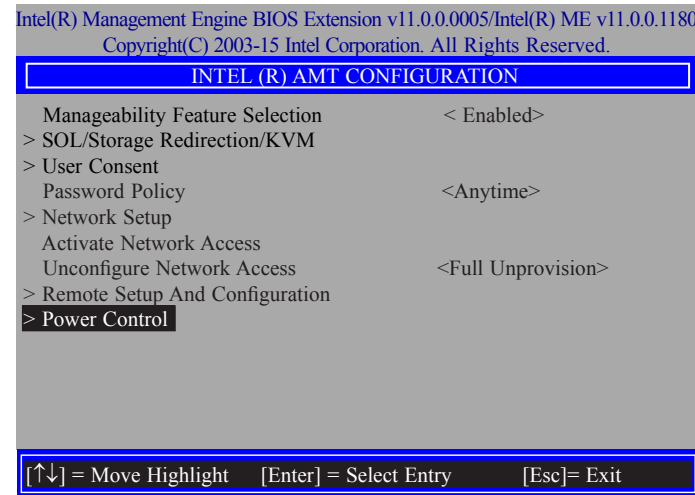 Intel(R) Management Engine BIOS Extension v11.0.0.0005/Intel(R) ME v11.0.0.1180
Copyright(C) 2003-15 Intel Corporation. All Rights Reserved.
INTEL (R) AMT CONFIGURATION
Manageability Feature Selection < Enabled>
> SOL/Storage Redirection/KVM
> User Consent
Password Policy <Anytime>
> Network Setup
Activate Network Access
Unconfigure Network Access <Full Unprovision>
> Remote Setup And Configuration
> Power Control
[↑↓] = Move Highlight [Enter] = Select Entry [Esc]= Exit